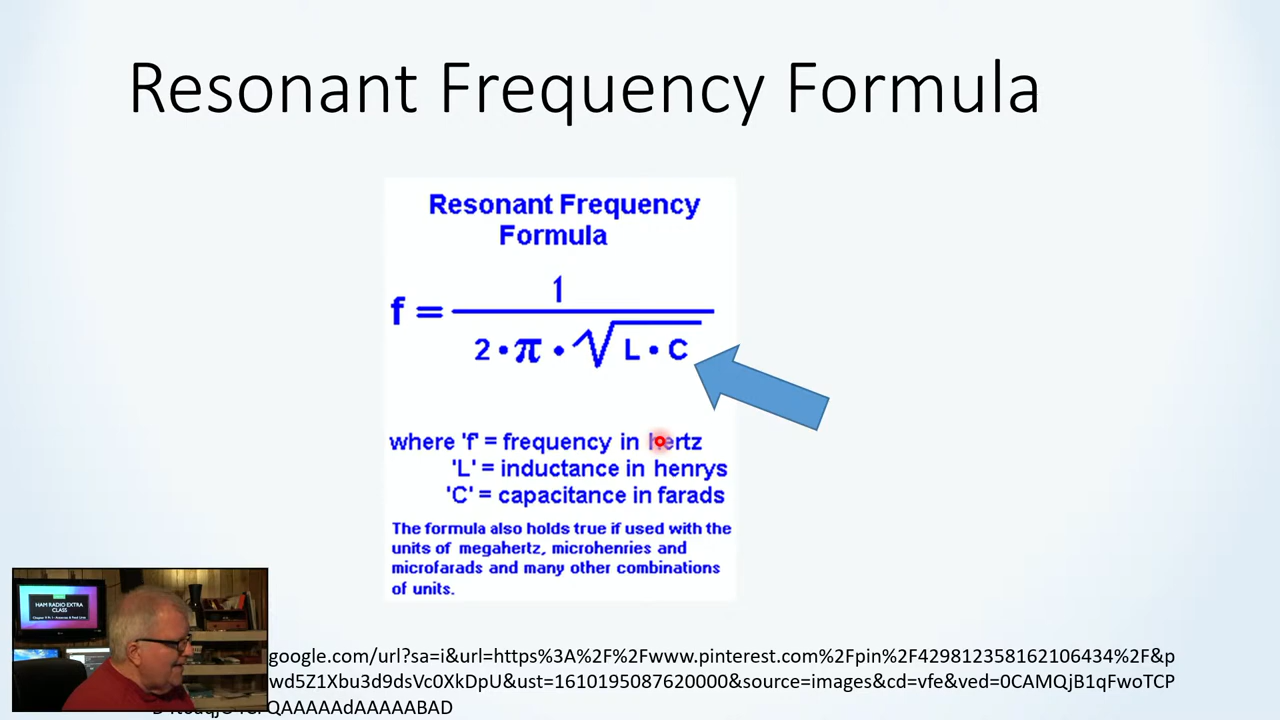 Resonant Frequency Formula
Resonant Frequency
Formula
f = 1
2 • π • √ L • C
where 'f' = frequency in hertz
'L' = inductance in henrys
'C' = capacitance in farads
The formula also holds true if used with the
units of megahertz, microhenries and
microfarads and many other combinations
of units.
HAM RADIO EXTRA
CLASS
google.com/url?sa=i&url=https%3A%2F%2Fwww.pinterest.com%2Fpin%2F429812358162106434%2F&p
wd5Z1Xbu3d9dsVc0XkDpU&ust=1610195087620000&source=images&cd=vfe&ved=0CAMQjB1qFwoTCP
QAAAAAdAAAAABAD